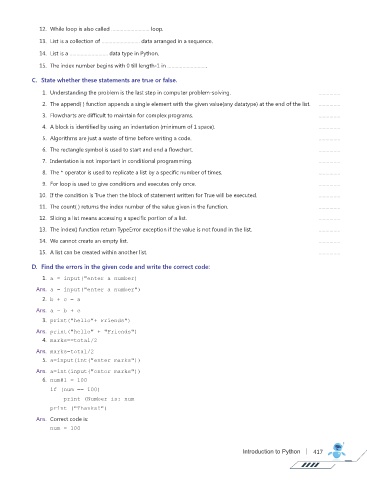 12. While loop is also called ........................ loop.
13. List is a collection of ........................ data arranged in a sequence.
14. List is a ........................ data type in Python.
15. The index number begins with 0 till length-1 in ........................ .
C. State whether these statements are true or false.
1. Understanding the problem is the last step in computer problem-solving. ..............
2. The append( ) function appends a single element with the given value(any datatype) at the end of the list. ..............
3. Flowcharts are difficult to maintain for complex programs. ..............
4. A block is identified by using an indentation (minimum of 1 space). ..............
5. Algorithms are just a waste of time before writing a code. ..............
6. The rectangle symbol is used to start and end a flowchart. ..............
7. Indentation is not important in conditional programming. ..............
8. The * operator is used to replicate a list by a specific number of times. ..............
9. For loop is used to give conditions and executes only once. ..............
10. If the condition is True then the block of statement written for True will be executed. ..............
11. The count( ) returns the index number of the value given in the function. ..............
12. Slicing a list means accessing a specific portion of a list. ..............
13. The index( ) function return TypeError exception if the value is not found in the list. ..............
14. We cannot create an empty list. ..............
15. A list can be created within another list. ..............
D. Find the errors in the given code and write the correct code:
1. a = input("enter a number)
Ans. a = input("enter a number")
2. b + c = a
Ans. a = b + c
3. print("hello"+ Friends")
Ans. print("hello" + "Friends")
4. marks==total/2
Ans. marks=total/2
5. a=input(int("enter marks"))
Ans. a=int(input("enter marks"))
6. num#1 = 100
if (num == 100)
print (Number is: num
print ("Thanks!")
Ans. Correct code is:
num = 100
Introduction to Python | 417